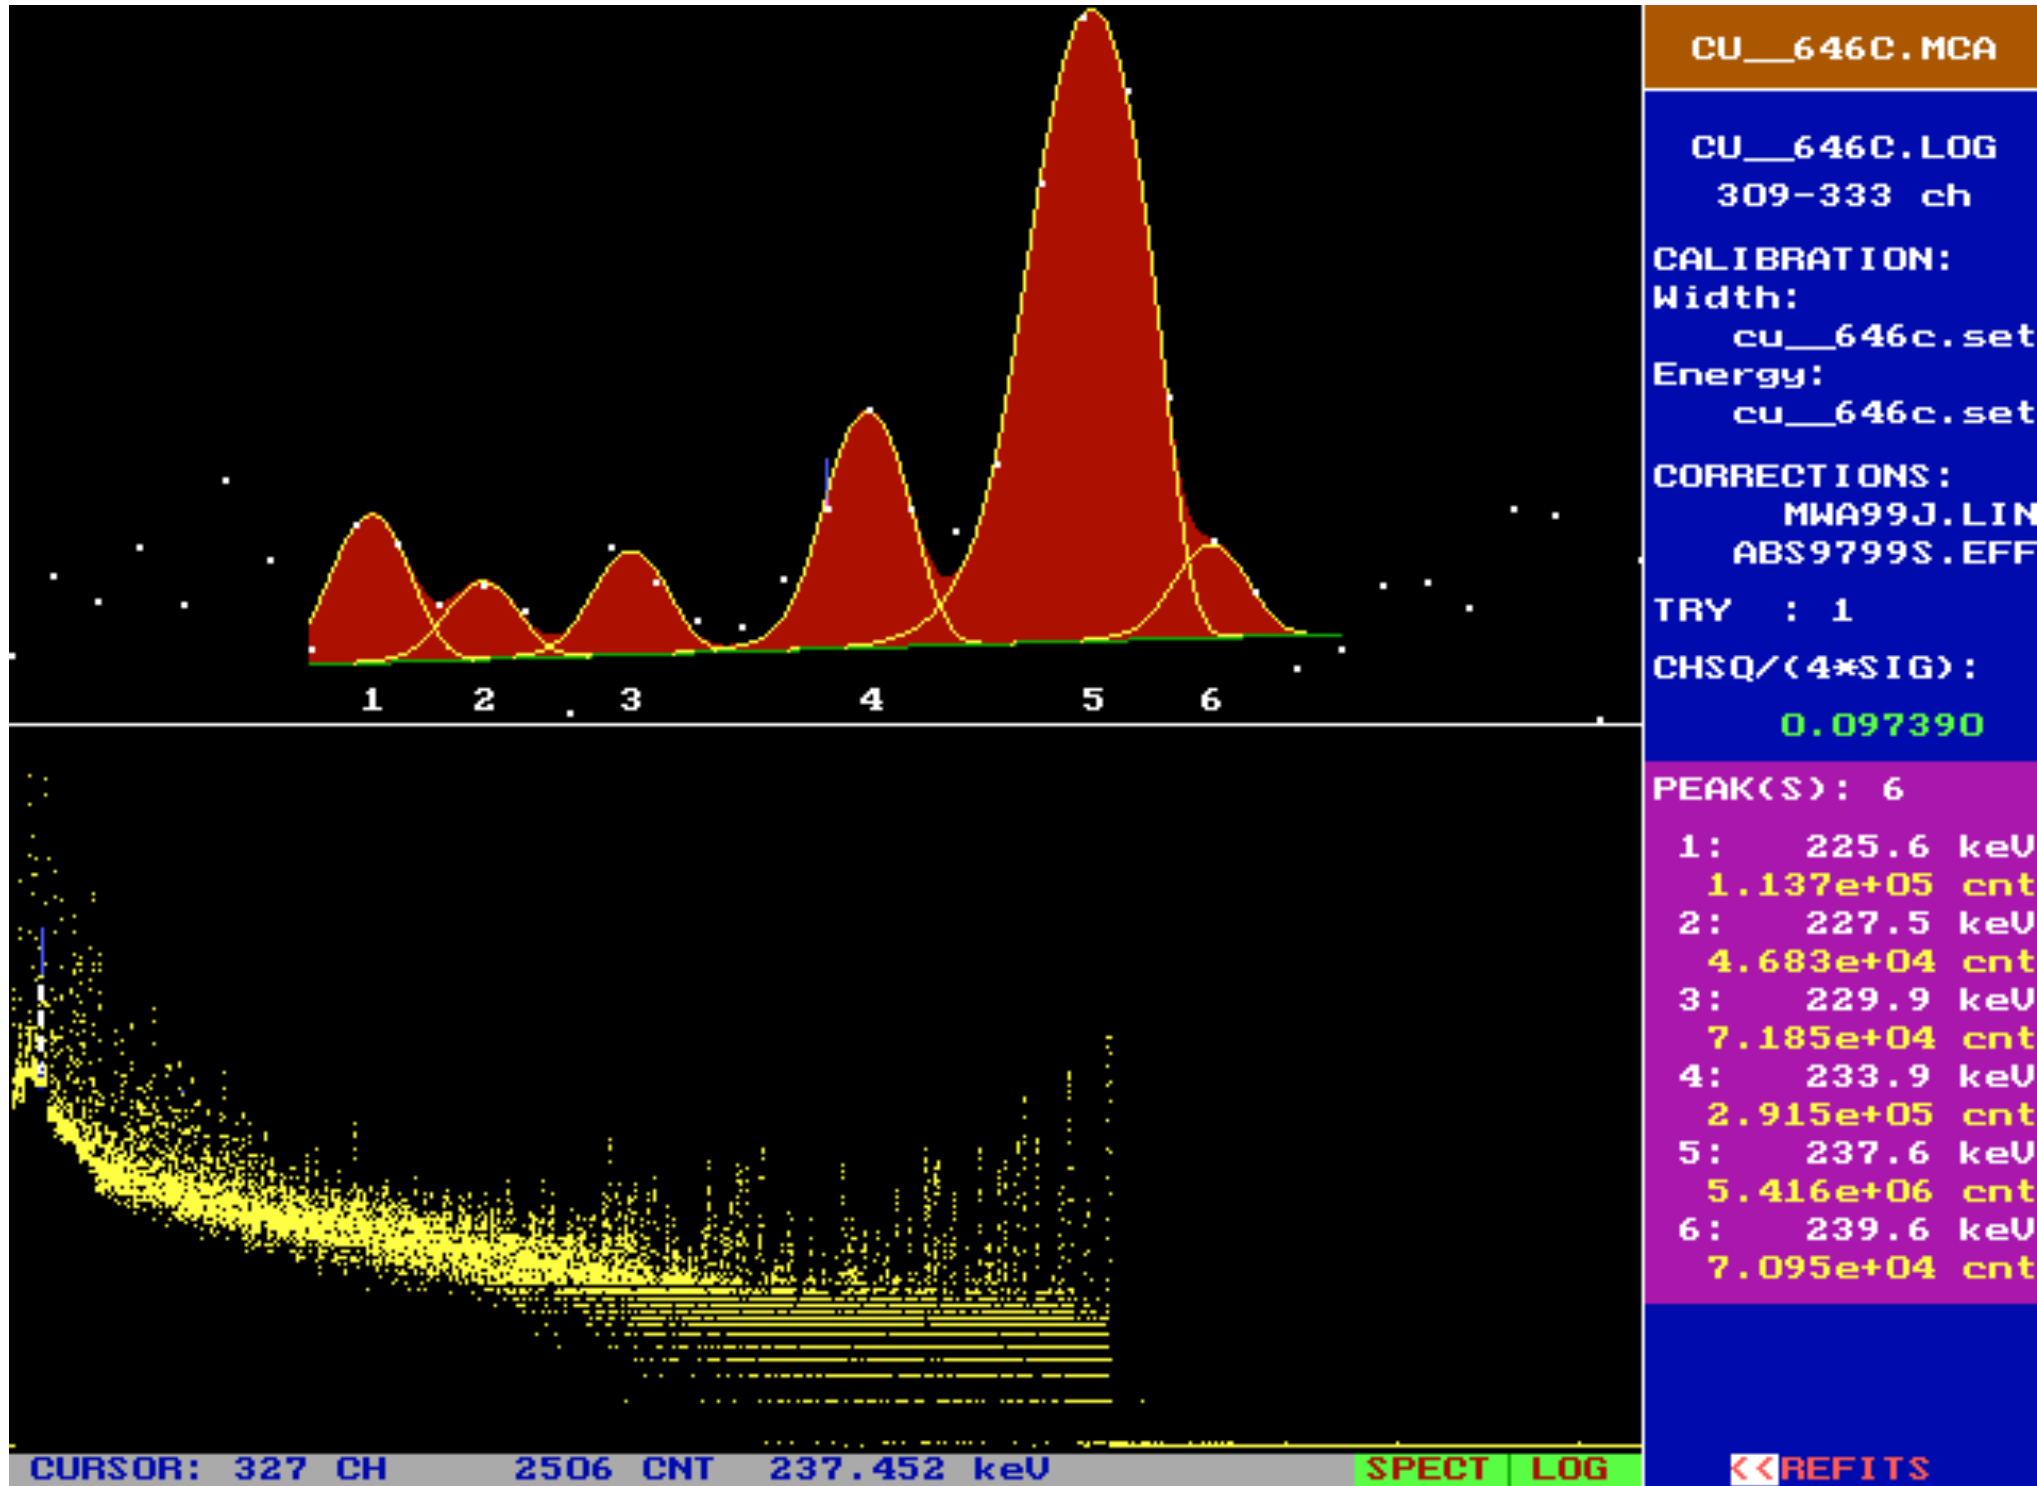 CU__646C.MCA
CU__646C.LOG
309-333 ch
CALIBRATION:
Width:
cu__646c.set
Energy:
cu__646c.set
CORRECTIONS:
MWA99J.LIN
ABS9799S.EFF
TRY : 1
CHSQ/(4*SIG):
0.097390
PEAK(S): 6
1: 225.6 keV
1.137e+05 cnt
2: 227.5 keV
4.683e+04 cnt
3: 229.9 keV
7.185e+04 cnt
4: 233.9 keV
2.915e+05 cnt
5: 237.6 keV
5.416e+06 cnt
6: 239.6 keV
7.095e+04 cnt
<<REFITS
1 2 3 4 5 6
CURSOR: 327 CH 2506 CNT 237.452 keV SPECT LOG